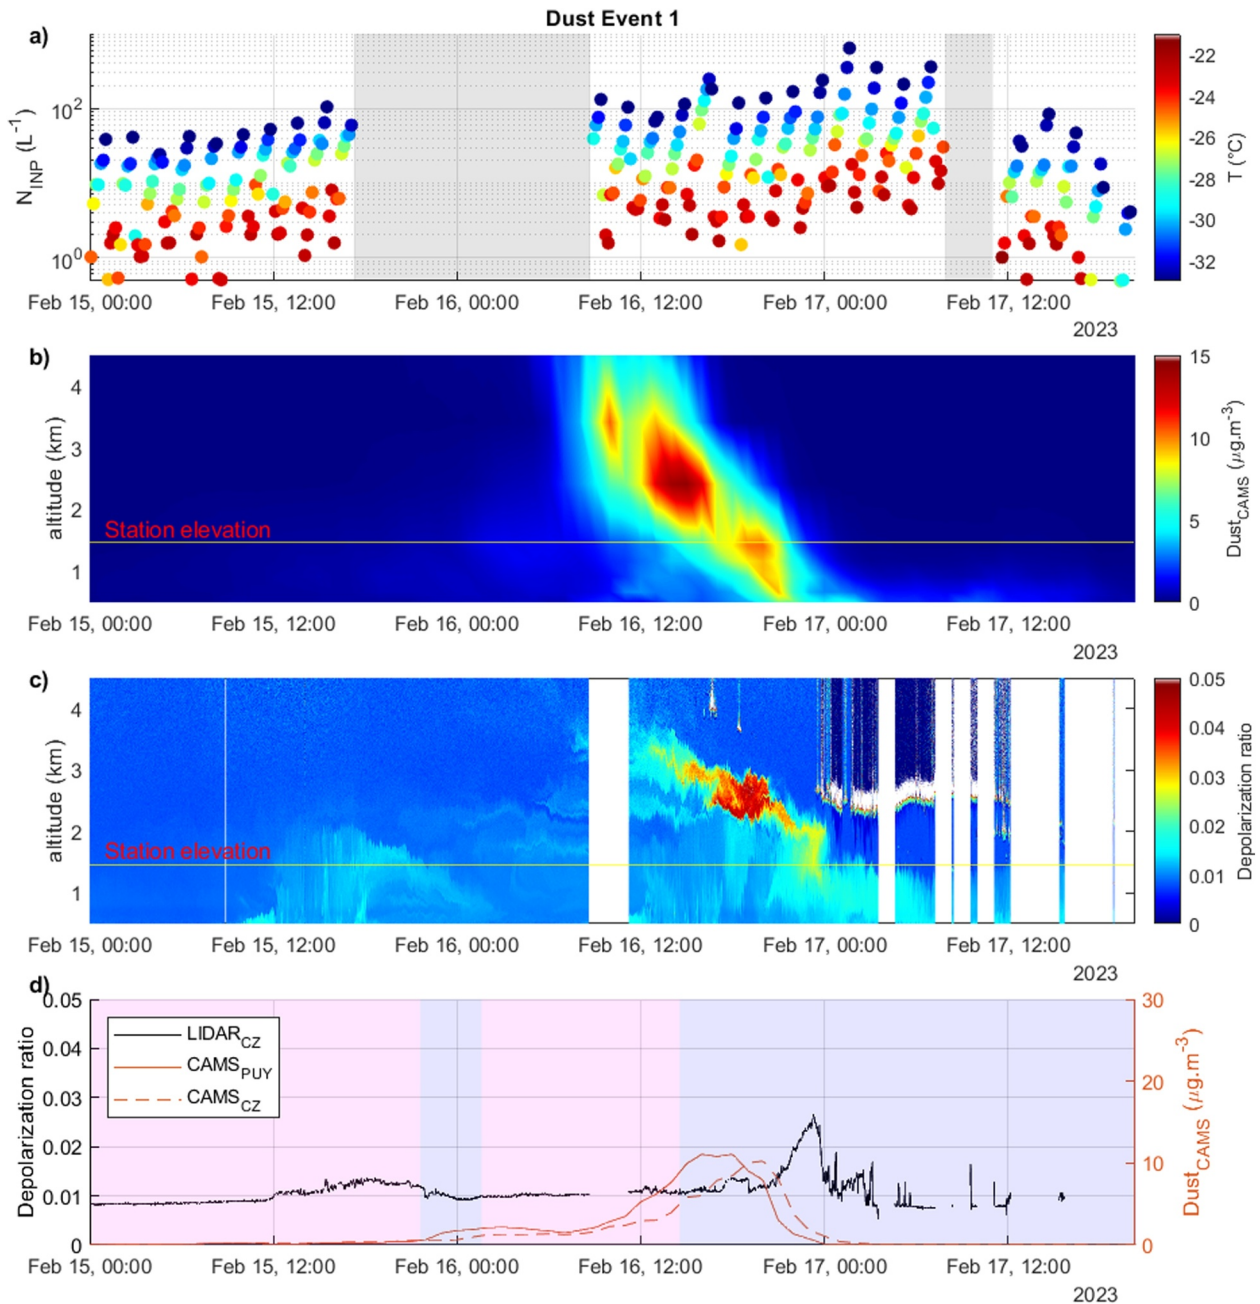 Dust Event 1
a)
N_INP (L^-1)
10^2
10^0
Feb 15, 00:00 Feb 15, 12:00 Feb 16, 00:00 Feb 16, 12:00 Feb 17, 00:00 Feb 17, 12:00
2023
-22
-24
-26
-28
-30
-32
T (°C)
b)
altitude (km)
4
3
2
1
Station elevation
Feb 15, 00:00 Feb 15, 12:00 Feb 16, 00:00 Feb 16, 12:00 Feb 17, 00:00 Feb 17, 12:00
2023
15
10
5
0
Dust_CAMS (μg.m^-3)
c)
altitude (km)
4
3
2
1
Station elevation
Feb 15, 00:00 Feb 15, 12:00 Feb 16, 00:00 Feb 16, 12:00 Feb 17, 00:00 Feb 17, 12:00
2023
0.05
0.04
0.03
0.02
0.01
0
Depolarization ratio
d)
Depolarization ratio
0.05
0.04
0.03
0.02
0.01
0
LIDAR_CZ
CAMS_PUY
CAMS_CZ
30
20
10
0
Dust_CAMS (μg.m^-3)
Feb 15, 00:00 Feb 15, 12:00 Feb 16, 00:00 Feb 16, 12:00 Feb 17, 00:00 Feb 17, 12:00
2023